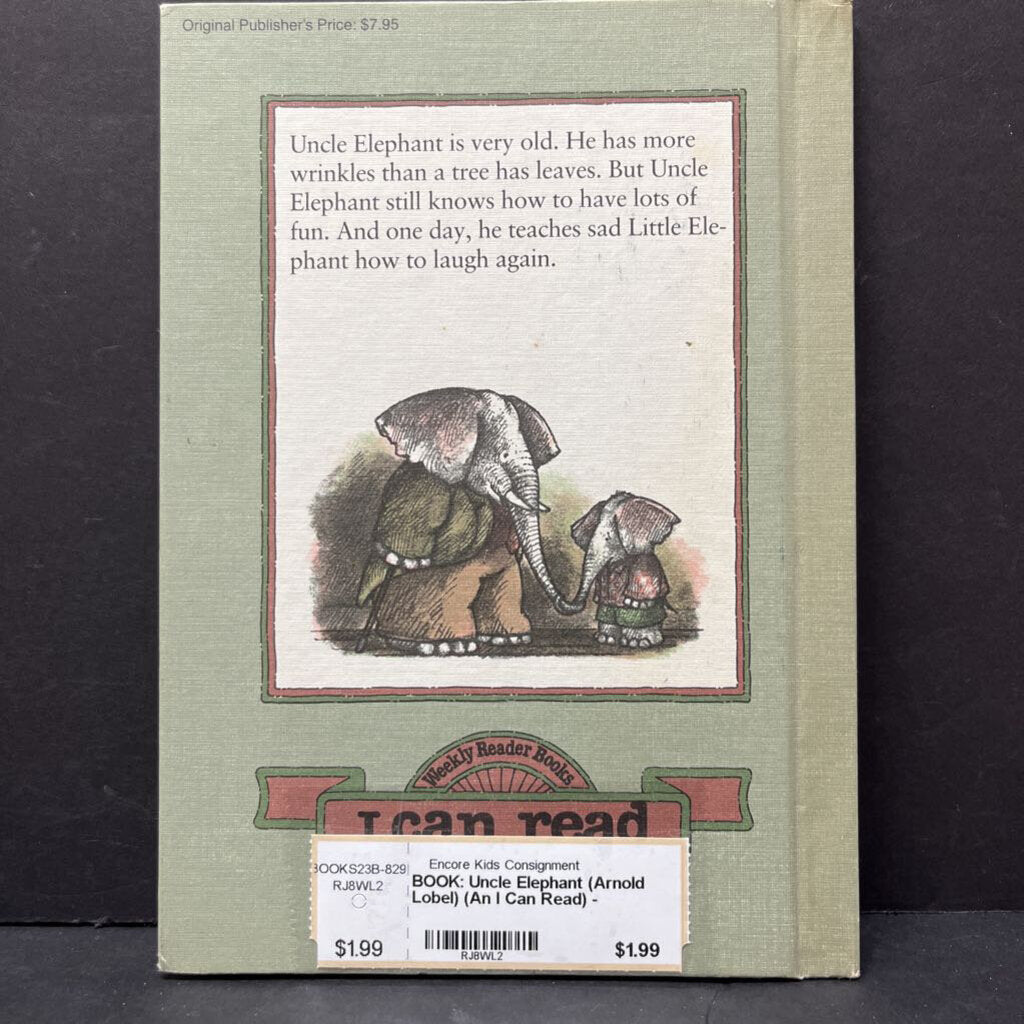 Original Publisher's Price: $7.95
Uncle Elephant is very old. He has more
wrinkles than a tree has leaves. But Uncle
Elephant still knows how to have lots of
fun. And one day, he teaches sad Little Ele-
phant how to laugh again.
Weekly Reader Books
I can read
BOOKS23B-829
RJ8WL2
$1.99
Encore Kids Consignment
BOOK: Uncle Elephant (Arnold
Lobel) (An I Can Read) -
RJ8WL2
$1.99